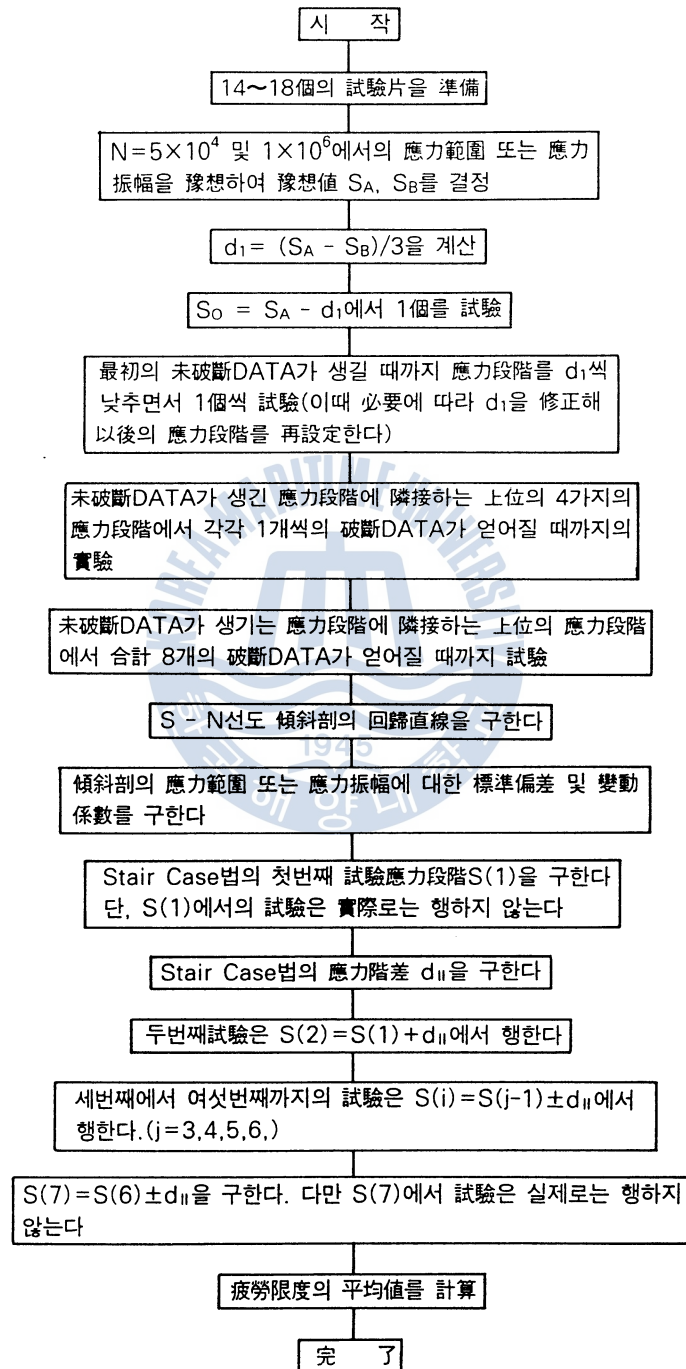 시 작
14～18個의 試驗片을 準備
N=5×10⁴ 및 1×10⁶에서의 應力範圍 또는 應力
振幅을 豫想하여 豫想値 S_A, S_B를 결정
d₁= (S_A - S_B)/3을 계산
S_O = S_A - d₁에서 1個를 試驗
最初의 未破斷DATA가 생길 때까지 應力段階를 d₁씩
낮추면서 1個씩 試驗(이때 必要에 따라 d₁을 修正해
以後의 應力段階를 再設定한다)
未破斷DATA가 생긴 應力段階에 隣接하는 上位의 4가지의
應力段階에서 각각 1개씩의 破斷DATA가 얻어질 때까지의
實驗
未破斷DATA가 생기는 應力段階에 隣接하는 上位의 應力段階
에서 合計 8개의 破斷DATA가 얻어질 때까지 試驗
S - N선도 傾斜剖의 回歸直線을 구한다
傾斜剖의 應力範圍 또는 應力振幅에 대한 標準偏差 및 變動
係數를 구한다
Stair Case법의 첫번째 試驗應力段階S(1)을 구한다
단, S(1)에서의 試驗은 實際로는 행하지 않는다
Stair Case법의 應力階差 d_II을 구한다
두번째試驗은 S(2)=S(1)+d_II에서 행한다
세번째에서 여섯번째까지의 試驗은 S(i)=S(j-1)±d_II에서
행한다.(j=3,4,5,6,)
S(7)=S(6)±d_II을 구한다. 다만 S(7)에서 試驗은 실제로는 행하지
않는다
疲勞限度의 平均値를 計算
完 了
KOREA MARITIME UNIVERSITY
1945
한국해양대학교